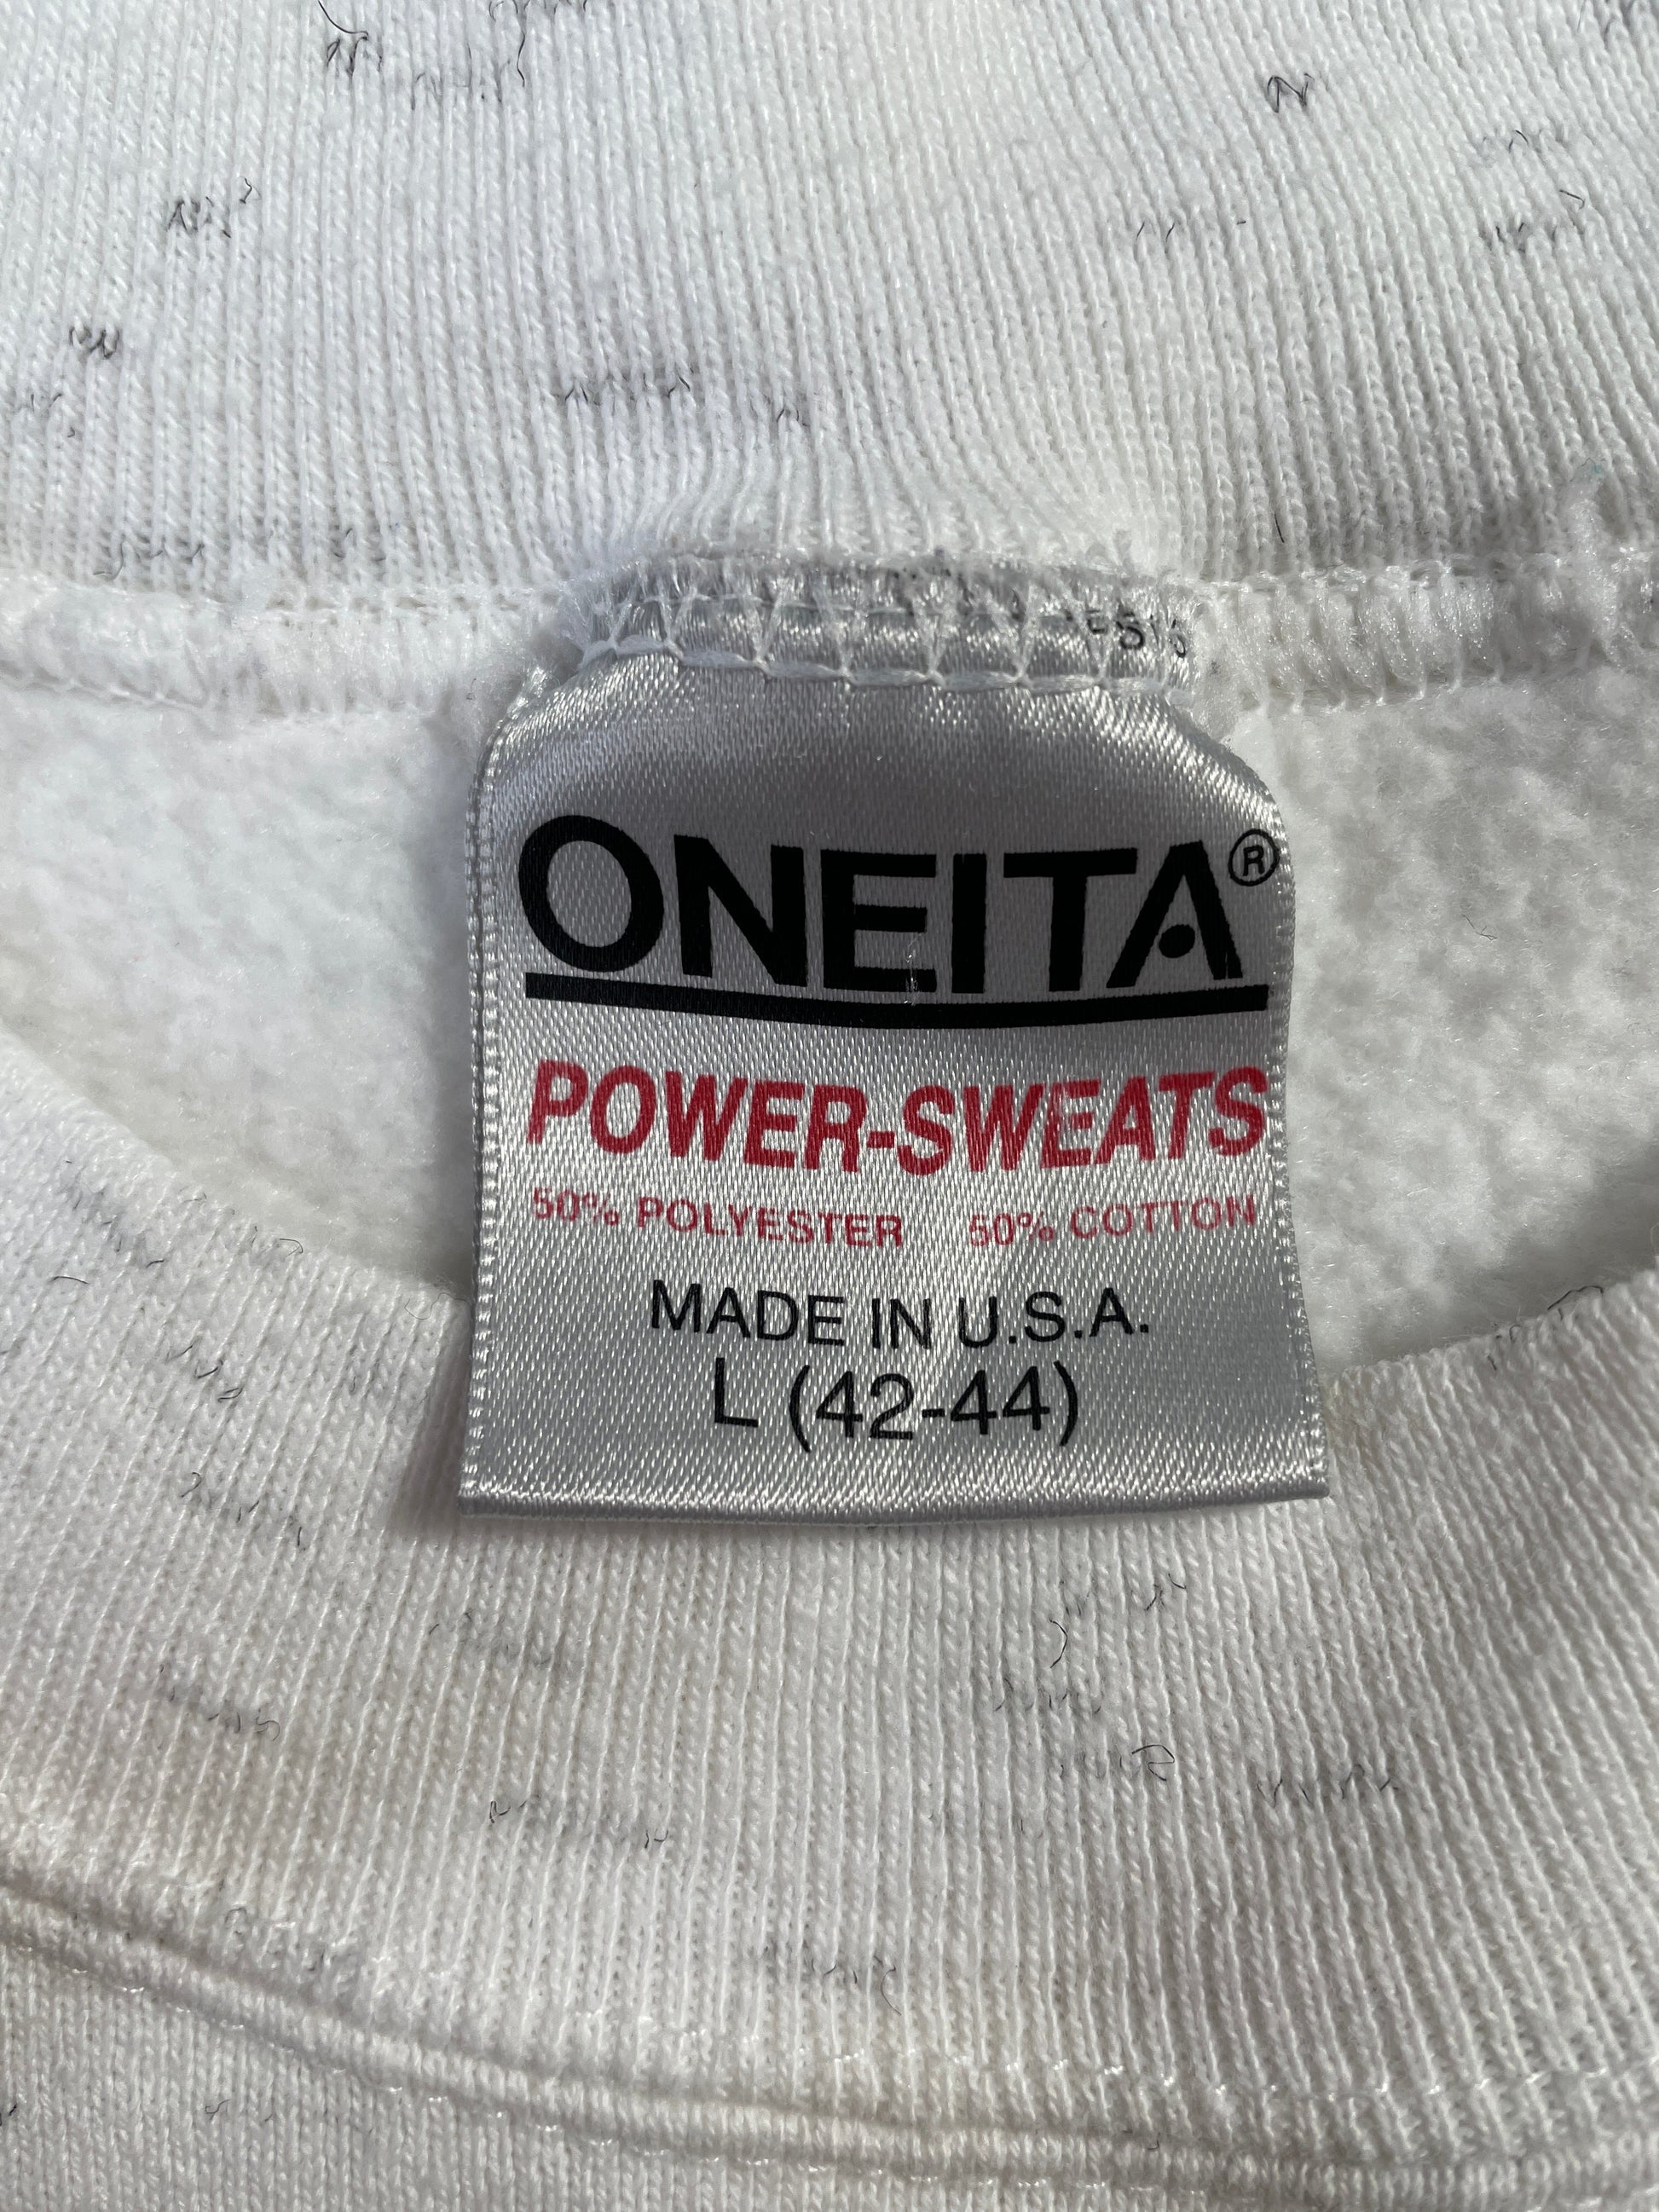 ONEITA®
POWER-SWEATS
50% POLYESTER 50% COTTON
MADE IN U.S.A.
L (42-44)